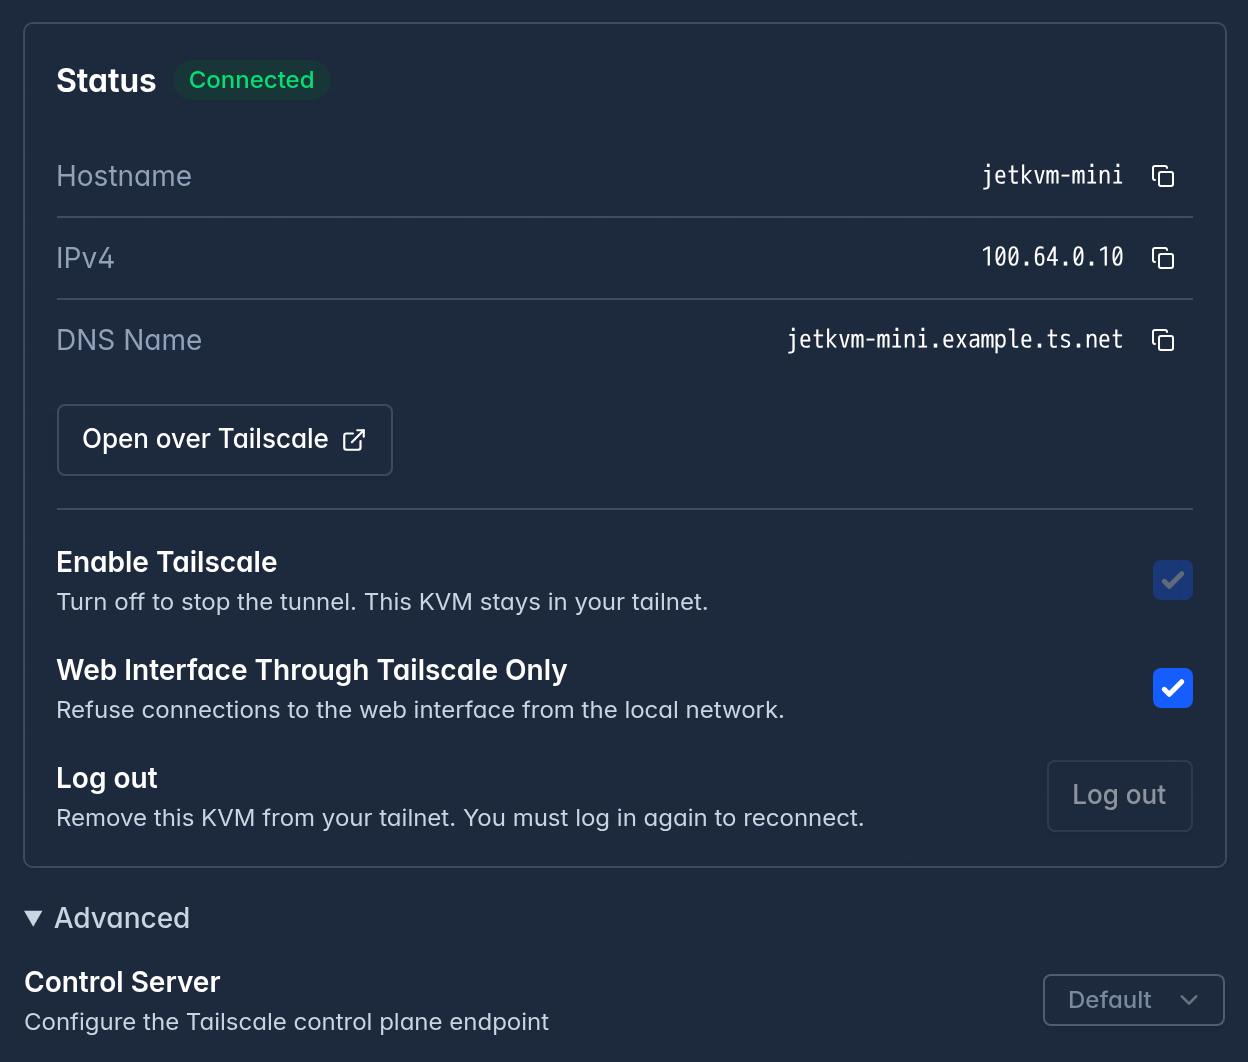 Status Connected
Hostname jetkvm-mini
IPv4 100.64.0.10
DNS Name jetkvm-mini.example.ts.net
Open over Tailscale
Enable Tailscale
Turn off to stop the tunnel. This KVM stays in your tailnet.
Web Interface Through Tailscale Only
Refuse connections to the web interface from the local network.
Log out
Remove this KVM from your tailnet. You must log in again to reconnect.
Log out
Advanced
Control Server
Configure the Tailscale control plane endpoint
Default